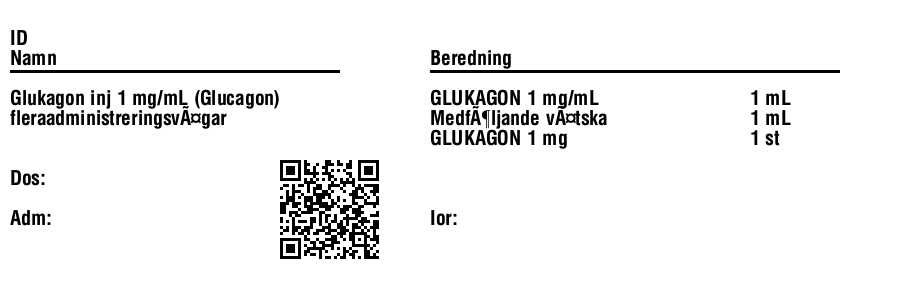 ID
Namn
Beredning
Glukagon inj 1 mg/mL (Glucagon)
fleraadministreringsvÃ¤gar
GLUKAGON 1 mg/mL 1 mL
MedfÃ¶ljande vÃ¤tska 1 mL
GLUKAGON 1 mg 1 st
Dos:
Adm:
Ior: